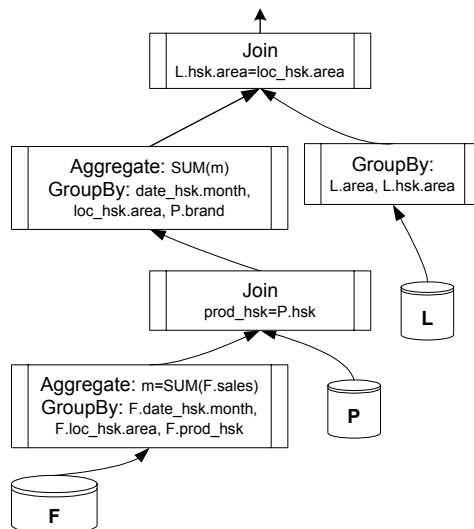 Join
L.hsk.area=loc_hsk.area
Aggregate: SUM(m)
GroupBy: date_hsk.month,
loc_hsk.area, P.brand
GroupBy:
L.area, L.hsk.area
Join
prod_hsk=P.hsk
L
Aggregate: m=SUM(F.sales)
GroupBy: F.date_hsk.month,
F.loc_hsk.area, F.prod_hsk
P
F